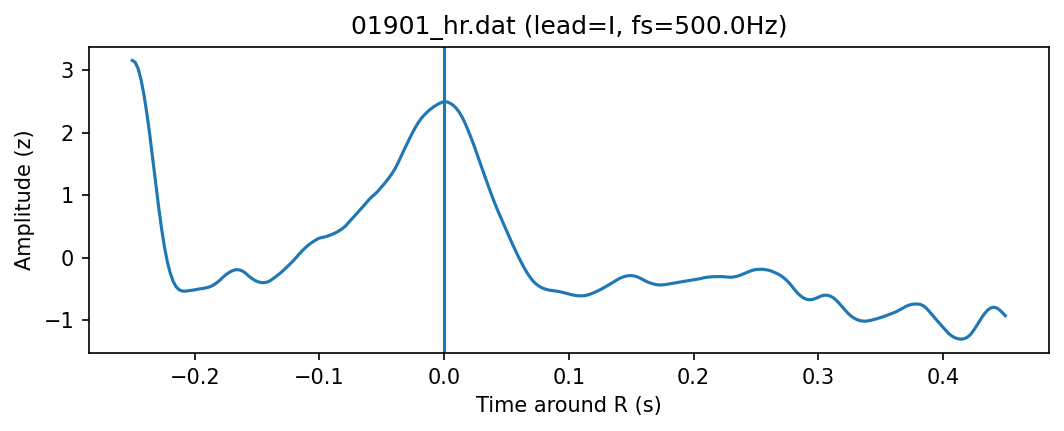 01901_hr.dat (lead=I, fs=500.0Hz)
Amplitude (z)
3
2
1
0
−1
−0.2 −0.1 0.0 0.1 0.2 0.3 0.4
Time around R (s)